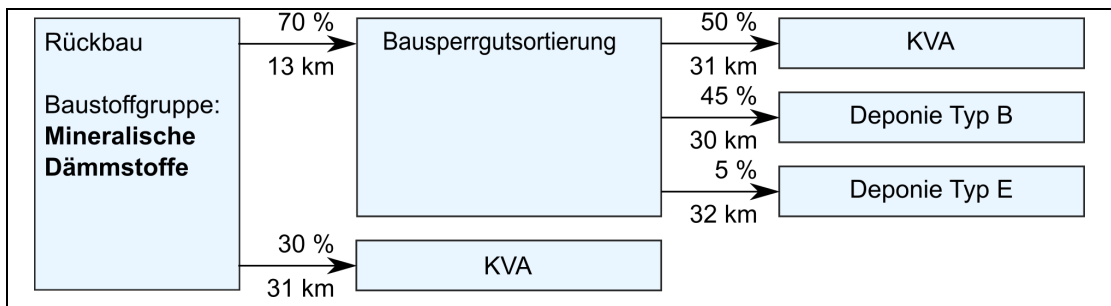 Rückbau
Baustoffgruppe:
Mineralische
Dämmstoffe
70 %
13 km
Bausperrgutsortierung
50 %
31 km
KVA
45 %
30 km
Deponie Typ B
5 %
32 km
Deponie Typ E
30 %
31 km
KVA